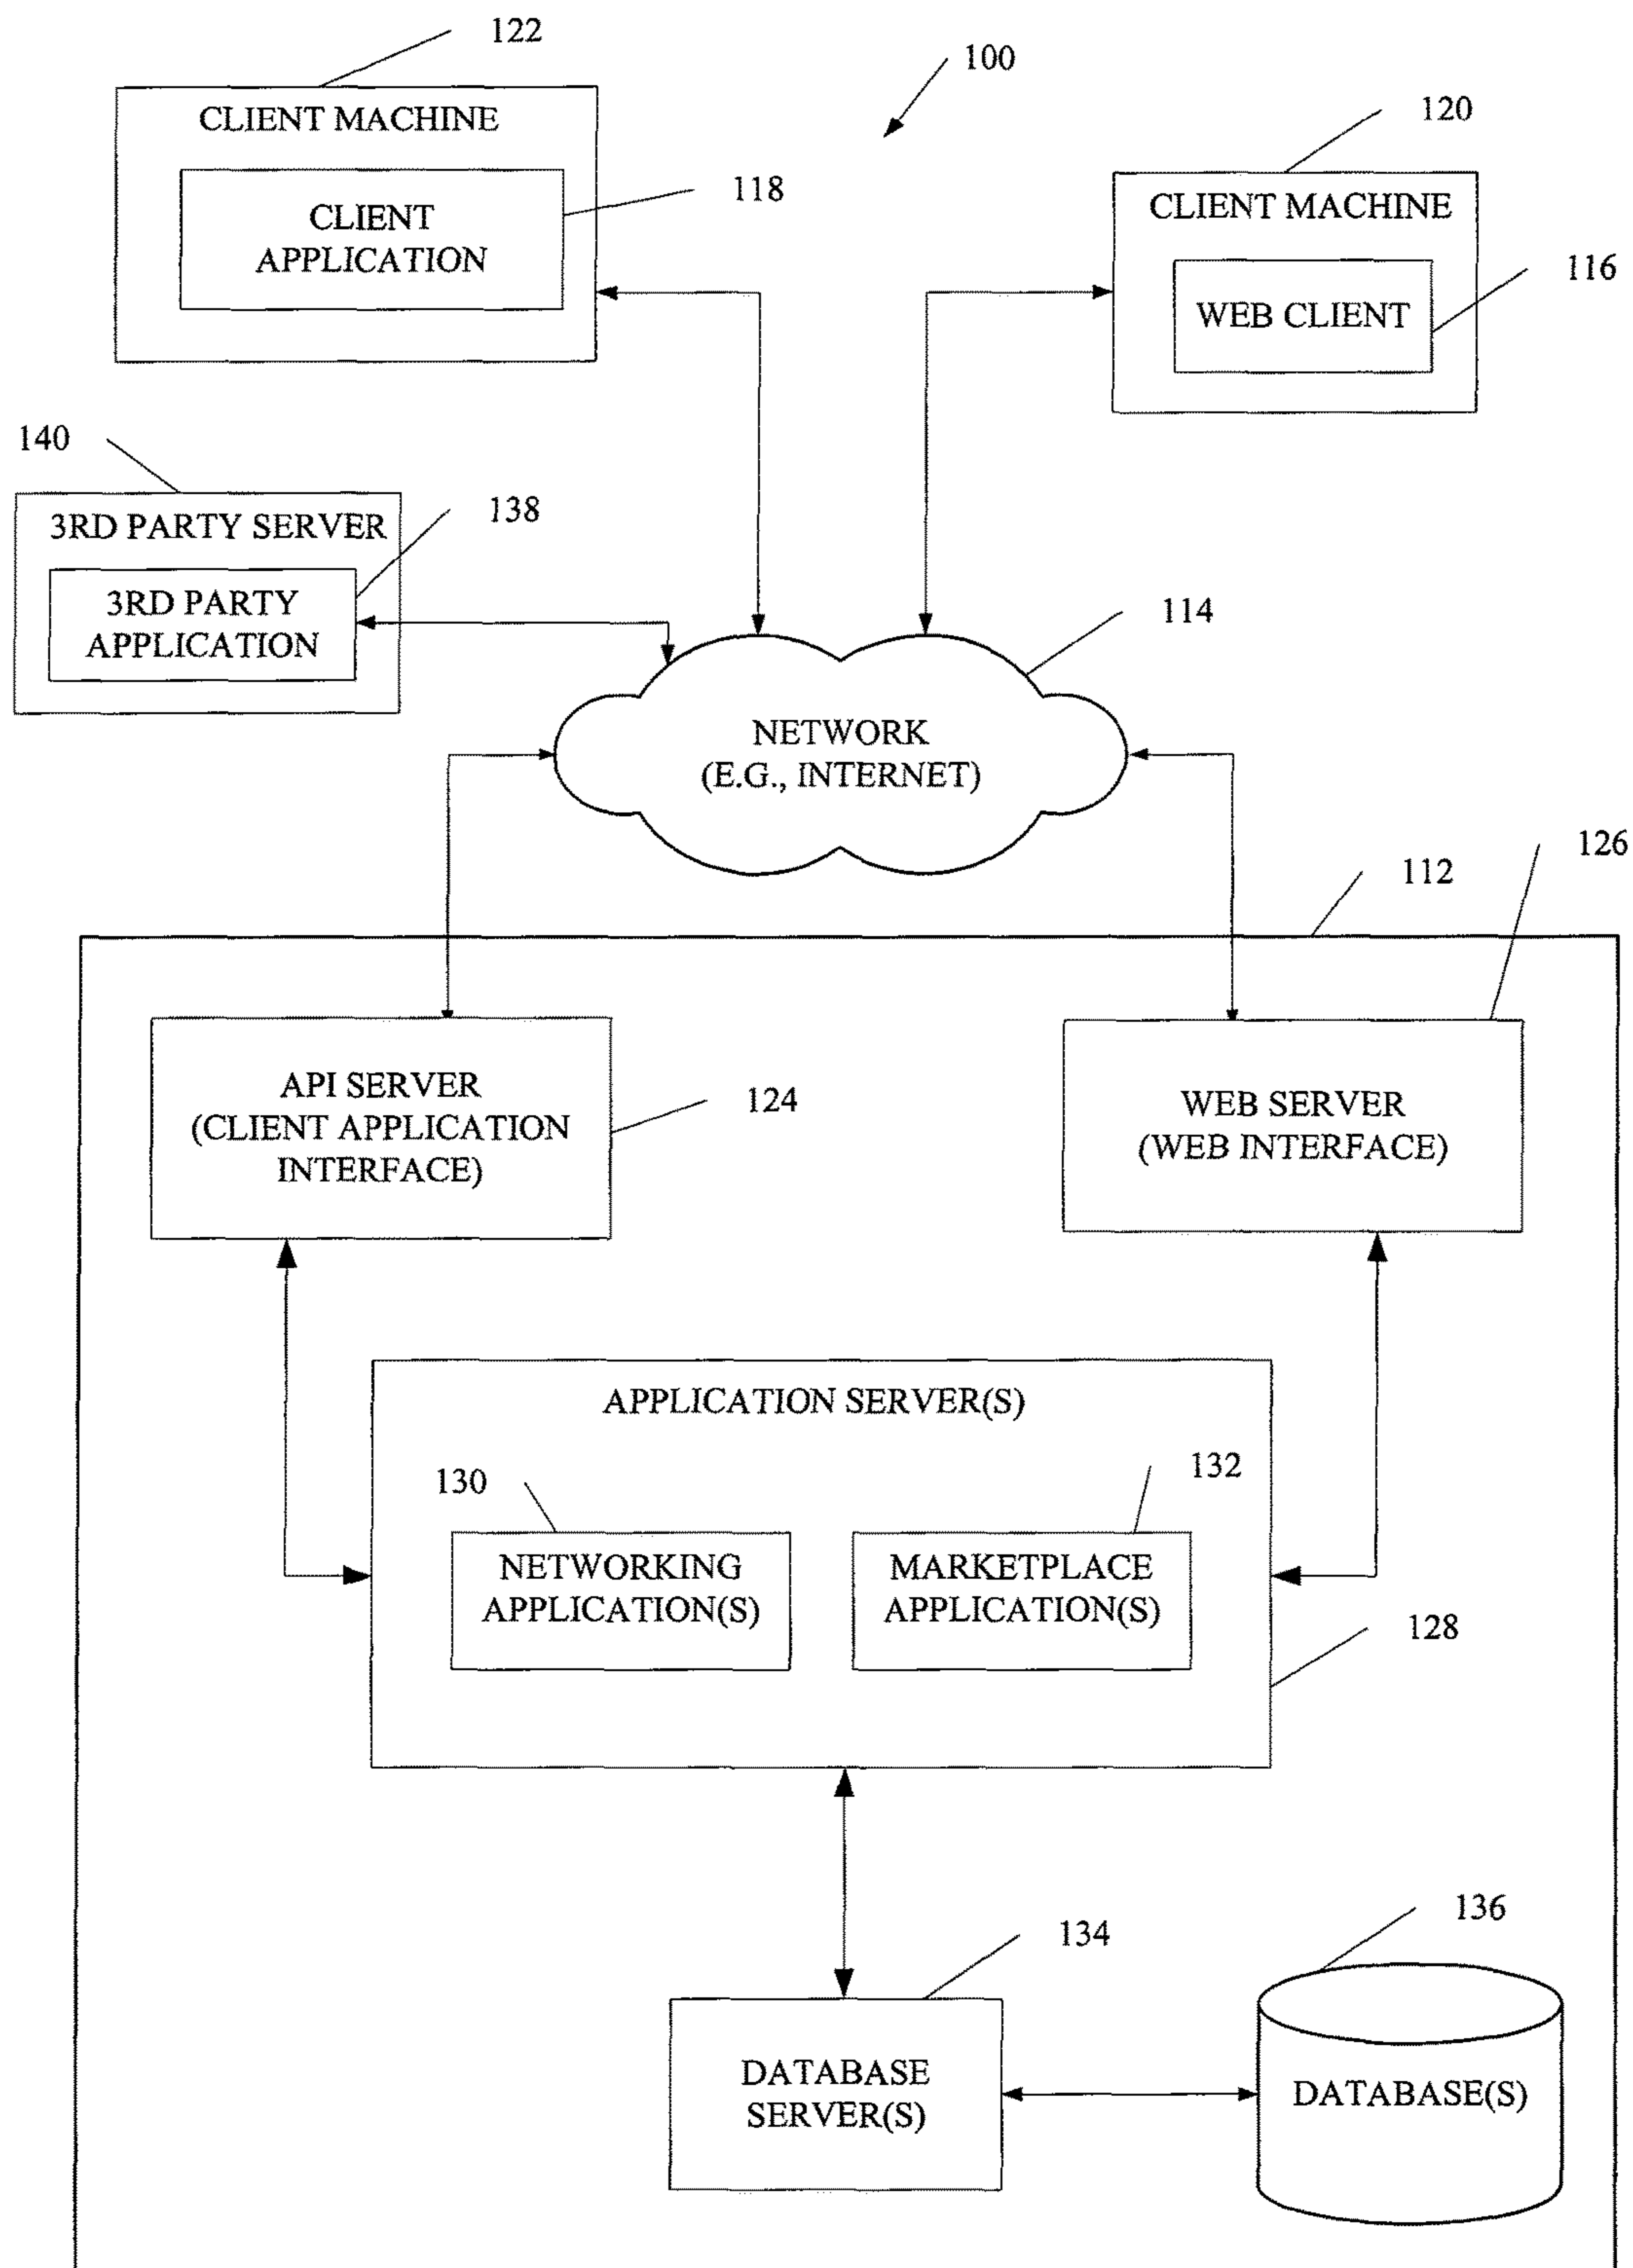 122
100
CLIENT MACHINE
120
118
CLIENT
APPLICATION
CLIENT MACHINE
116
WEB CLIENT
140
138
3RD PARTY SERVER
3RD PARTY
APPLICATION
114
NETWORK
(E.G., INTERNET)
126
112
API SERVER
(CLIENT APPLICATION
INTERFACE)
124
WEB SERVER
(WEB INTERFACE)
APPLICATION SERVER(S)
130
132
NETWORKING
APPLICATION(S)
MARKETPLACE
APPLICATION(S)
128
134
136
DATABASE
SERVER(S)
DATABASE(S)